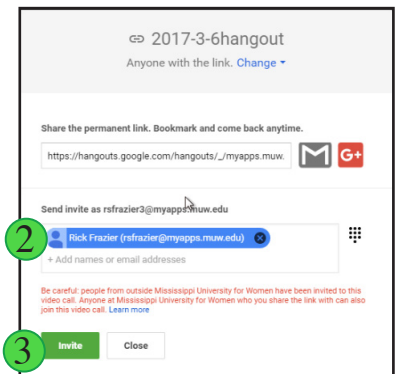 2017-3-6hangout
Anyone with the link. Change
Share the permanent link. Bookmark and come back anytime.
https://hangouts.google.com/hangouts/_/myapps.muw.
G+
Send invite as rsfrazier3@myapps.muw.edu
2
Rick Frazier (rsfrazier@myapps.muw.edu)
+ Add names or email addresses
Be careful: people from outside Mississippi University for Women have been invited to this
video call. Anyone at Mississippi University for Women who you share the link with can also
join this video call. Learn more
3
Invite
Close